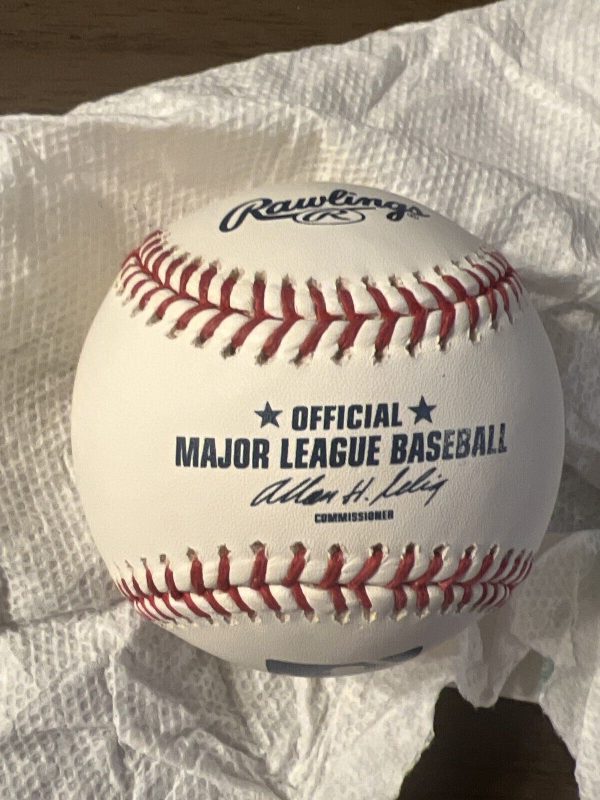 Rawlings
R
★ OFFICIAL ★
MAJOR LEAGUE BASEBALL
Allan H. Selig
COMMISSIONER